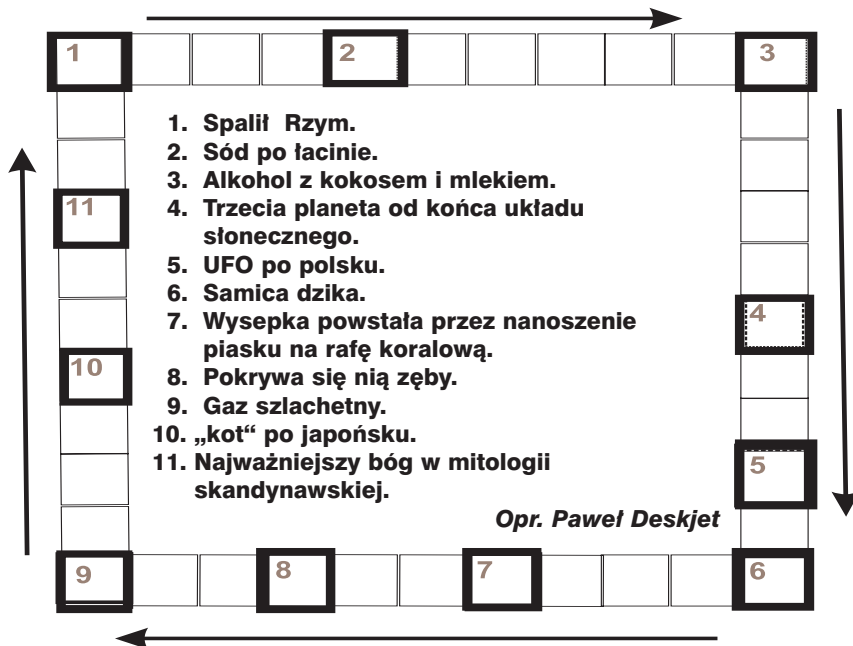 1
2
3
1. Spalił Rzym.
2. Sód po łacinie.
3. Alkohol z kokosem i mlekiem.
4. Trzecia planeta od końca układu
słonecznego.
5. UFO po polsku.
6. Samica dzika.
7. Wysepka powstała przez nanoszenie
piasku na rafę koralową.
8. Pokrywa się nią zęby.
9. Gaz szlachetny.
10. „kot“ po japońsku.
11. Najważniejszy bóg w mitologii
skandynawskiej.
Opr. Paweł Deskjet
11
4
10
5
9
8
7
6